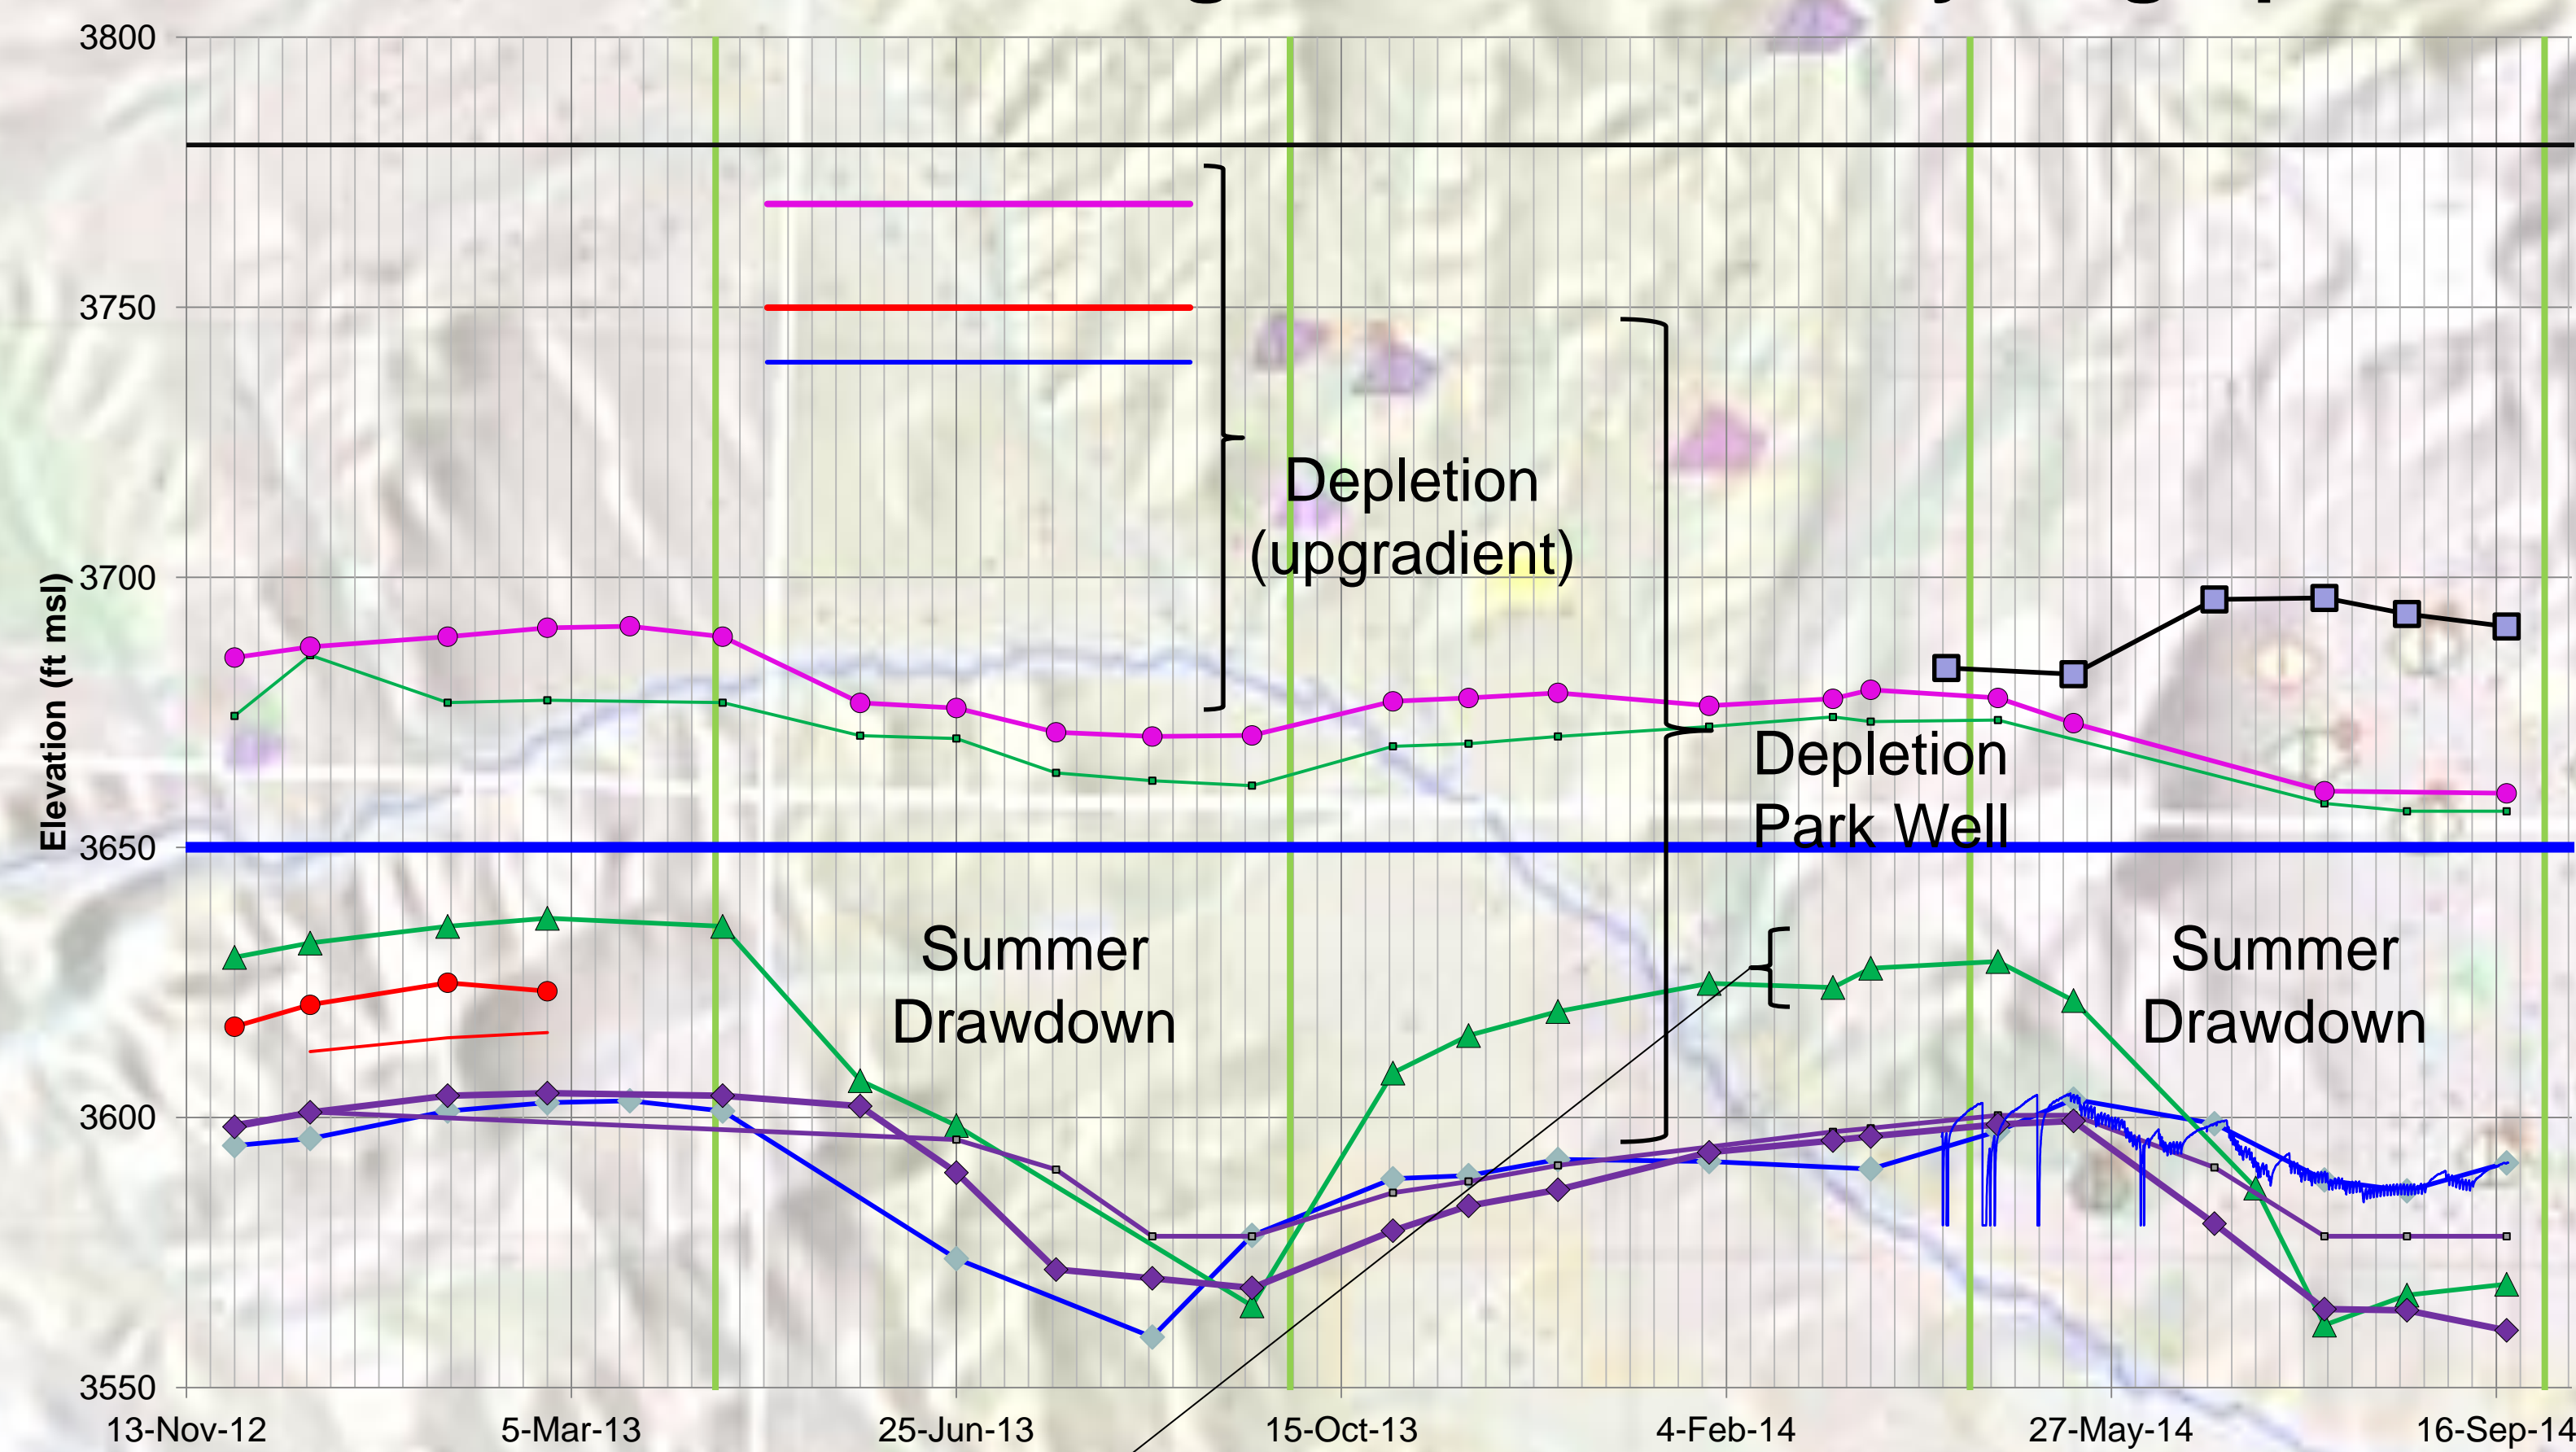 3800
3750
3700
3650
3600
3550
Elevation (ft msl)
Depletion
(upgradient)
Depletion
Park Well
Summer
Drawdown
Summer
Drawdown
13-Nov-12
5-Mar-13
25-Jun-13
15-Oct-13
4-Feb-14
27-May-14
16-Sep-14